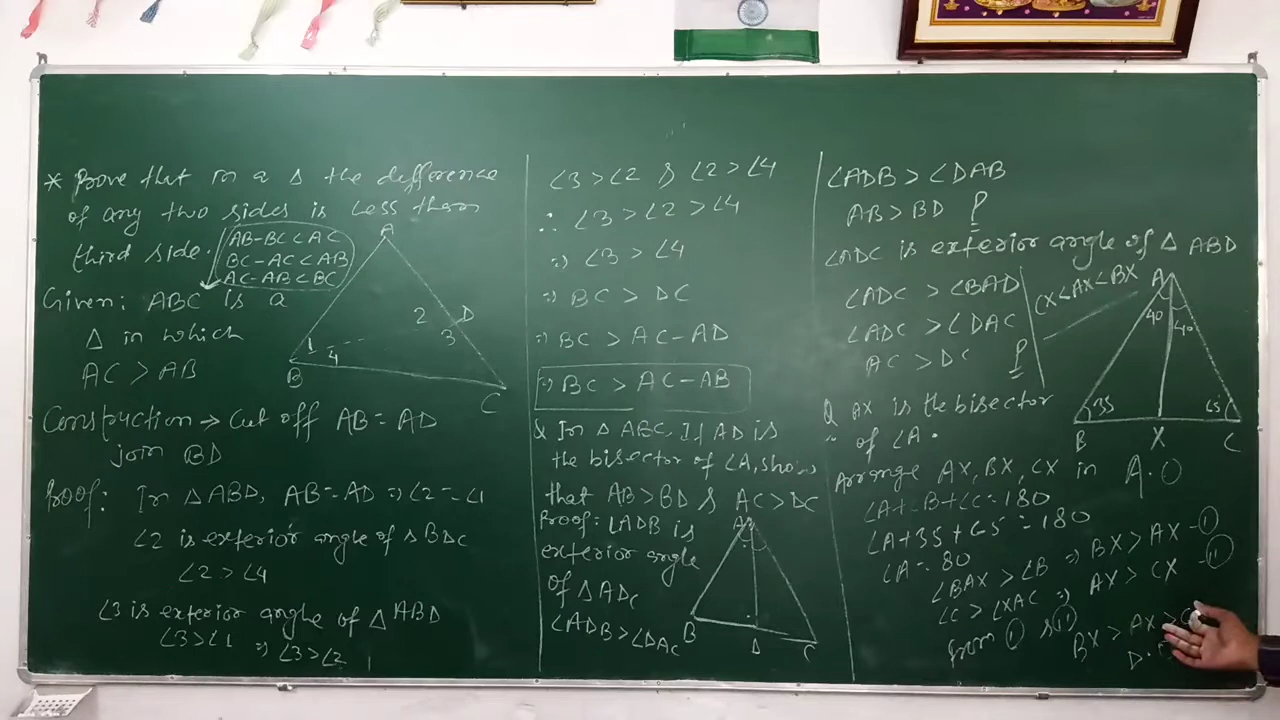 * Prove that in a Δ the difference
of any two sides is less than
third side.
AB-BC<AC
BC-AC<AB
AC-AB<BC
Given: ABC is a
Δ in which
AC > AB
Construction → Cut off AB = AD
join BD
Proof: In Δ ABD, AB=AD ⇒ ∠2=∠1
∠2 is exterior angle of Δ BDC
∠2 > ∠4
∠3 is exterior angle of Δ ABD
∠3>∠1 ⇒ ∠3>∠2
A
2
D
3
1
4
B
C
∠3 > ∠2 & ∠2 > ∠4
∴ ∠3 > ∠2 > ∠4
⇒ ∠3 > ∠4
⇒ BC > DC
⇒ BC > AC - AD
⇒ BC > AC - AB
Q In Δ ABC, If AD is
the bisector of ∠A, show
that AB > BD & AC > DC
Proof: ∠ADB is
exterior angle
of Δ ADC
∠ADB > ∠DAC
A
B
D
C
∠ADB > ∠DAB
AB > BD P
∠ADC is exterior angle of Δ ABD
∠ADC > ∠BAD
∠ADC > ∠DAC
AC > DC P
CX<AX<BX
Q AX is the bisector
of ∠A.
Arrange AX, BX, CX in A.O
∠A+∠B+∠C=180
∠A+35+65=180
∠A=80
∠BAX > ∠B ⇒ BX > AX - (i)
∠C > ∠XAC ⇒ AX > CX - (ii)
from (i) & (ii)
BX > AX > C
D.
A
40
40
35
65
B
X
C